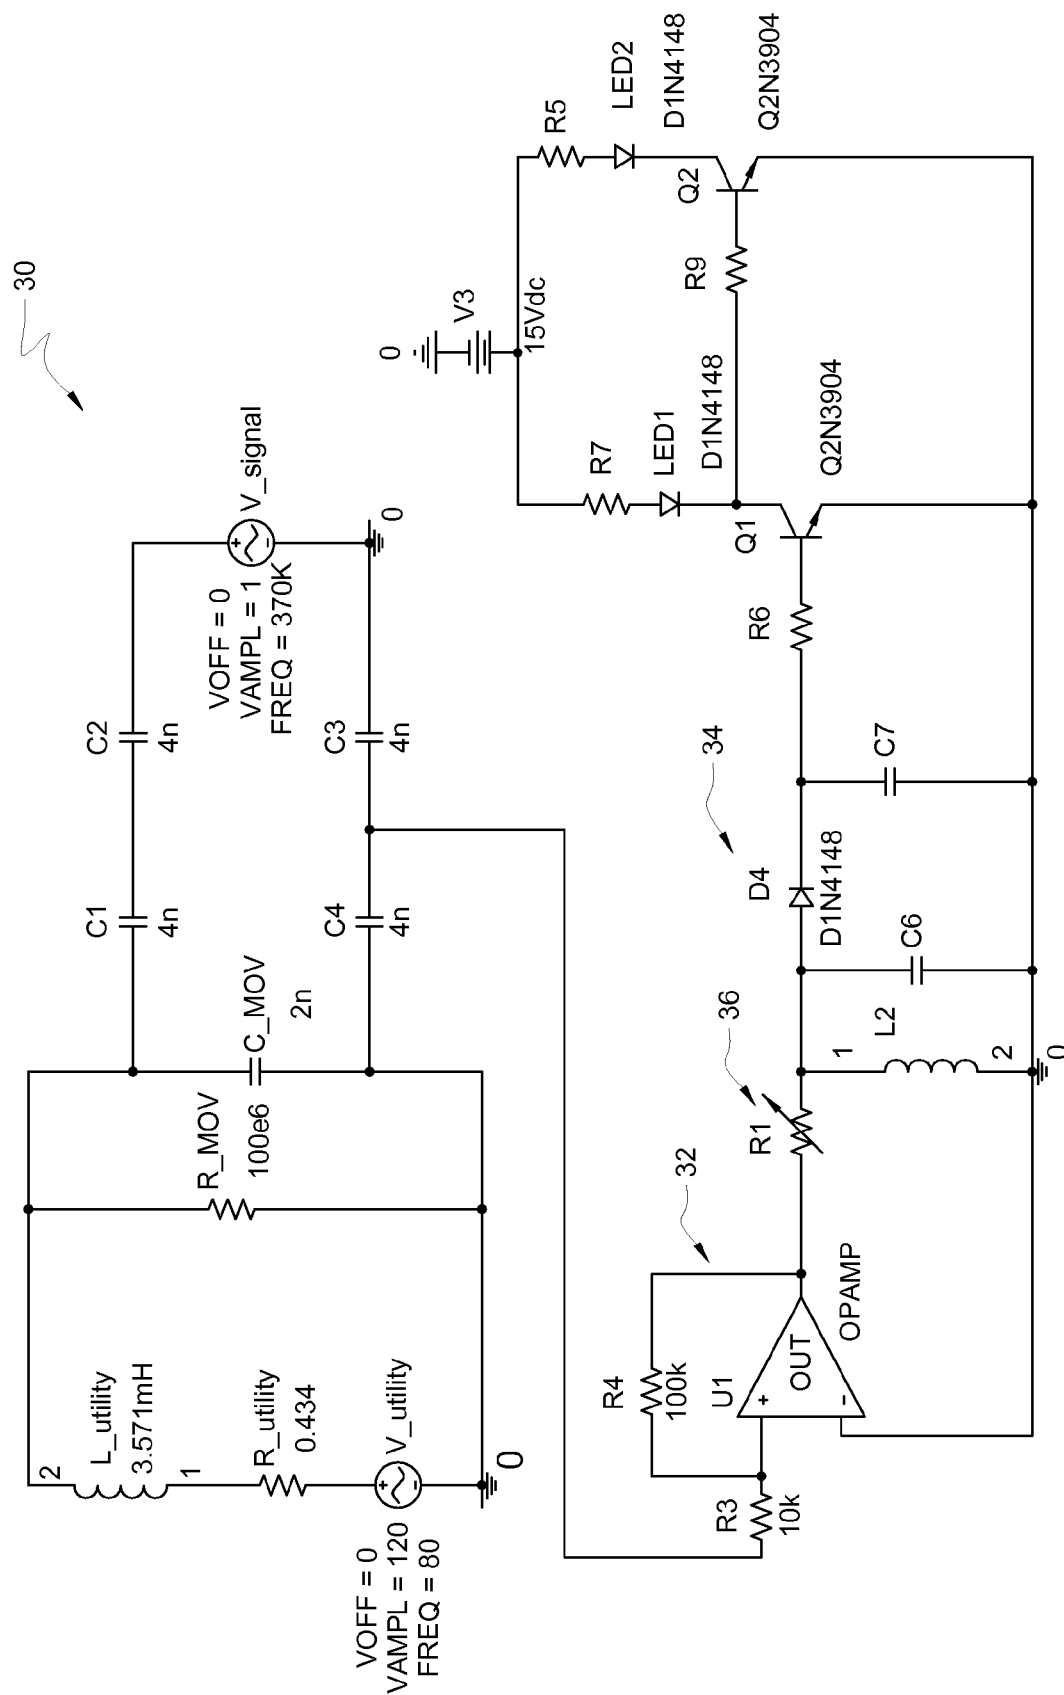 30
VOFF = 0
VAMPL = 120
FREQ = 80
V_utility
R_utility
0.434
L_utility
3.571mH
1
2
0
R_MOV
100e6
C_MOV
2n
C1
4n
C2
4n
C4
4n
C3
4n
VOFF = 0
VAMPL = 1
FREQ = 370K
V_signal
0
R3
10k
R4
100k
U1
+
-
OUT
OPAMP
32
R1
36
L2
1
2
0
C6
D4
D1N4148
34
C7
R6
Q1
Q2N3904
R7
LED1
D1N4148
0
V3
15Vdc
R9
Q2
Q2N3904
R5
LED2
D1N4148